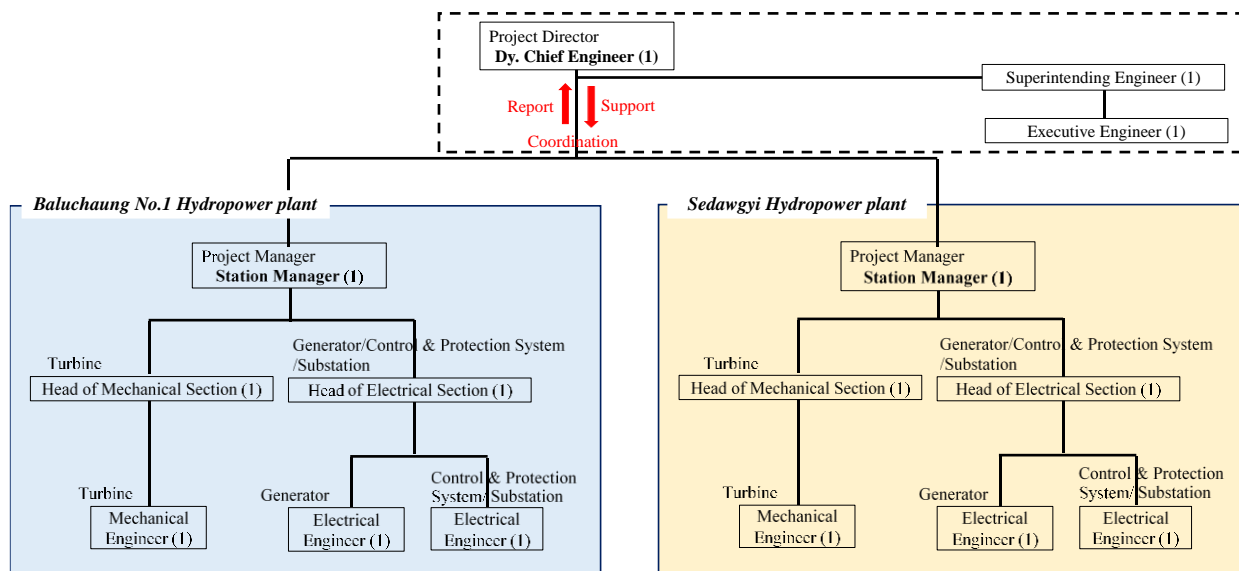 Project Director
Dy. Chief Engineer (1)
Superintending Engineer (1)
Report
Support
Executive Engineer (1)
Coordination
Baluchaung No.1 Hydropower plant
Project Manager
Station Manager (1)
Turbine
Head of Mechanical Section (1)
Generator/Control & Protection System
/Substation
Head of Electrical Section (1)
Turbine
Mechanical
Engineer (1)
Generator
Electrical
Engineer (1)
Control & Protection
System/Substation
Electrical
Engineer (1)
Sedawgyi Hydropower plant
Project Manager
Station Manager (1)
Turbine
Head of Mechanical Section (1)
Generator/Control & Protection System
/Substation
Head of Electrical Section (1)
Turbine
Mechanical
Engineer (1)
Generator
Electrical
Engineer (1)
Control & Protection
System/Substation
Electrical
Engineer (1)